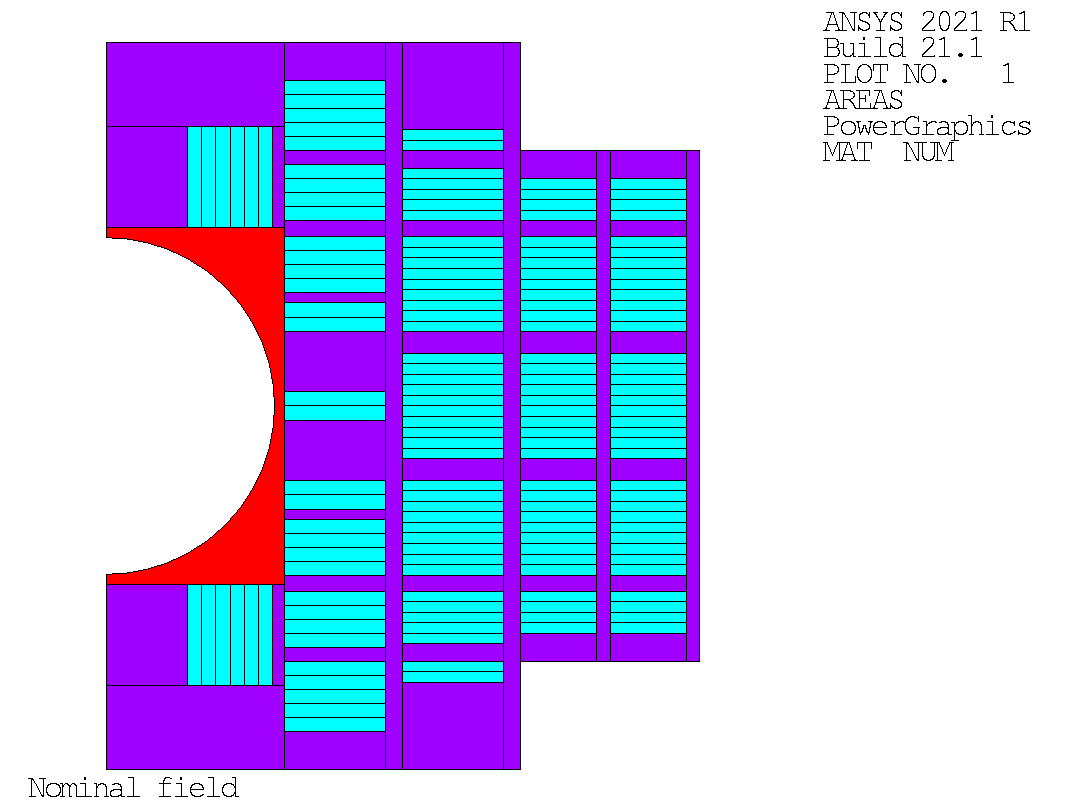 ANSYS 2021 R1
Build 21.1
PLOT NO. 1
AREAS
PowerGraphics
MAT NUM
Nominal field